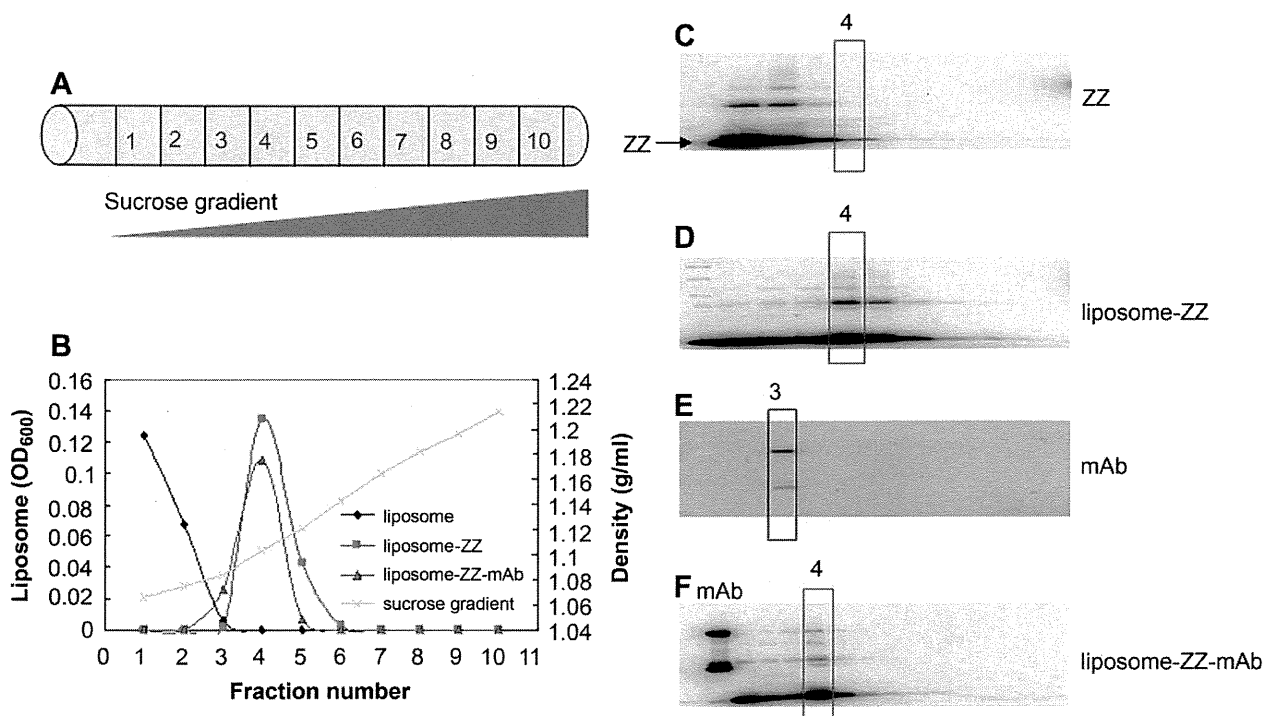 A
1 2 3 4 5 6 7 8 9 10
Sucrose gradient
B
Liposome (OD600)
0.16
0.14
0.12
0.1
0.08
0.06
0.04
0.02
0
0 1 2 3 4 5 6 7 8 9 10 11
Fraction number
1.24
1.22
1.2
1.18
1.16
1.14
1.12
1.1
1.08
1.06
1.04
Density (g/ml)
liposome
liposome-ZZ
liposome-ZZ-mAb
sucrose gradient
C
4
ZZ
ZZ
D
4
liposome-ZZ
E
3
mAb
F
mAb
4
liposome-ZZ-mAb